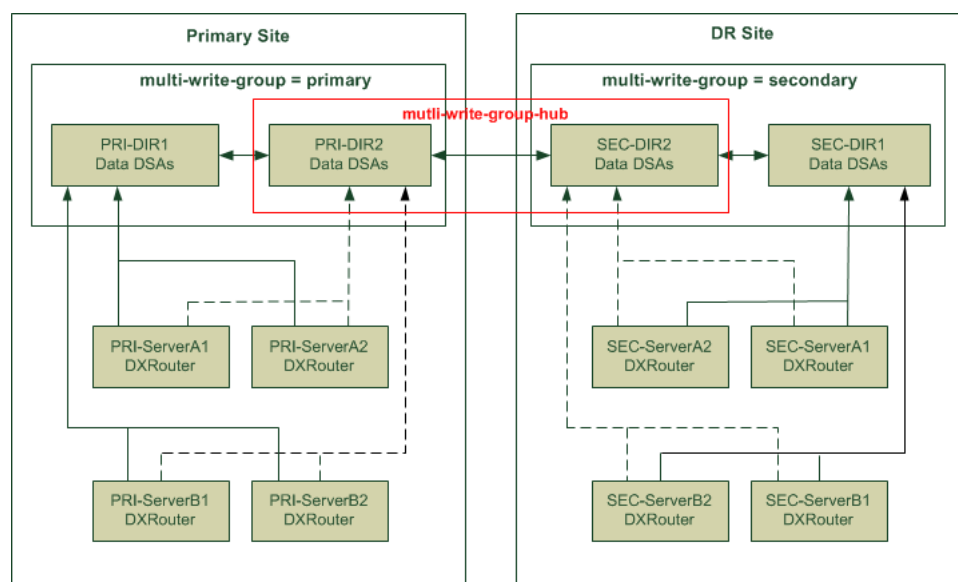 Primary Site
DR Site
multi-write-group = primary
multi-write-group = secondary
mutli-write-group-hub
PRI-DIR1
Data DSAs
PRI-DIR2
Data DSAs
SEC-DIR2
Data DSAs
SEC-DIR1
Data DSAs
PRI-ServerA1
DXRouter
PRI-ServerA2
DXRouter
SEC-ServerA2
DXRouter
SEC-ServerA1
DXRouter
PRI-ServerB1
DXRouter
PRI-ServerB2
DXRouter
SEC-ServerB2
DXRouter
SEC-ServerB1
DXRouter